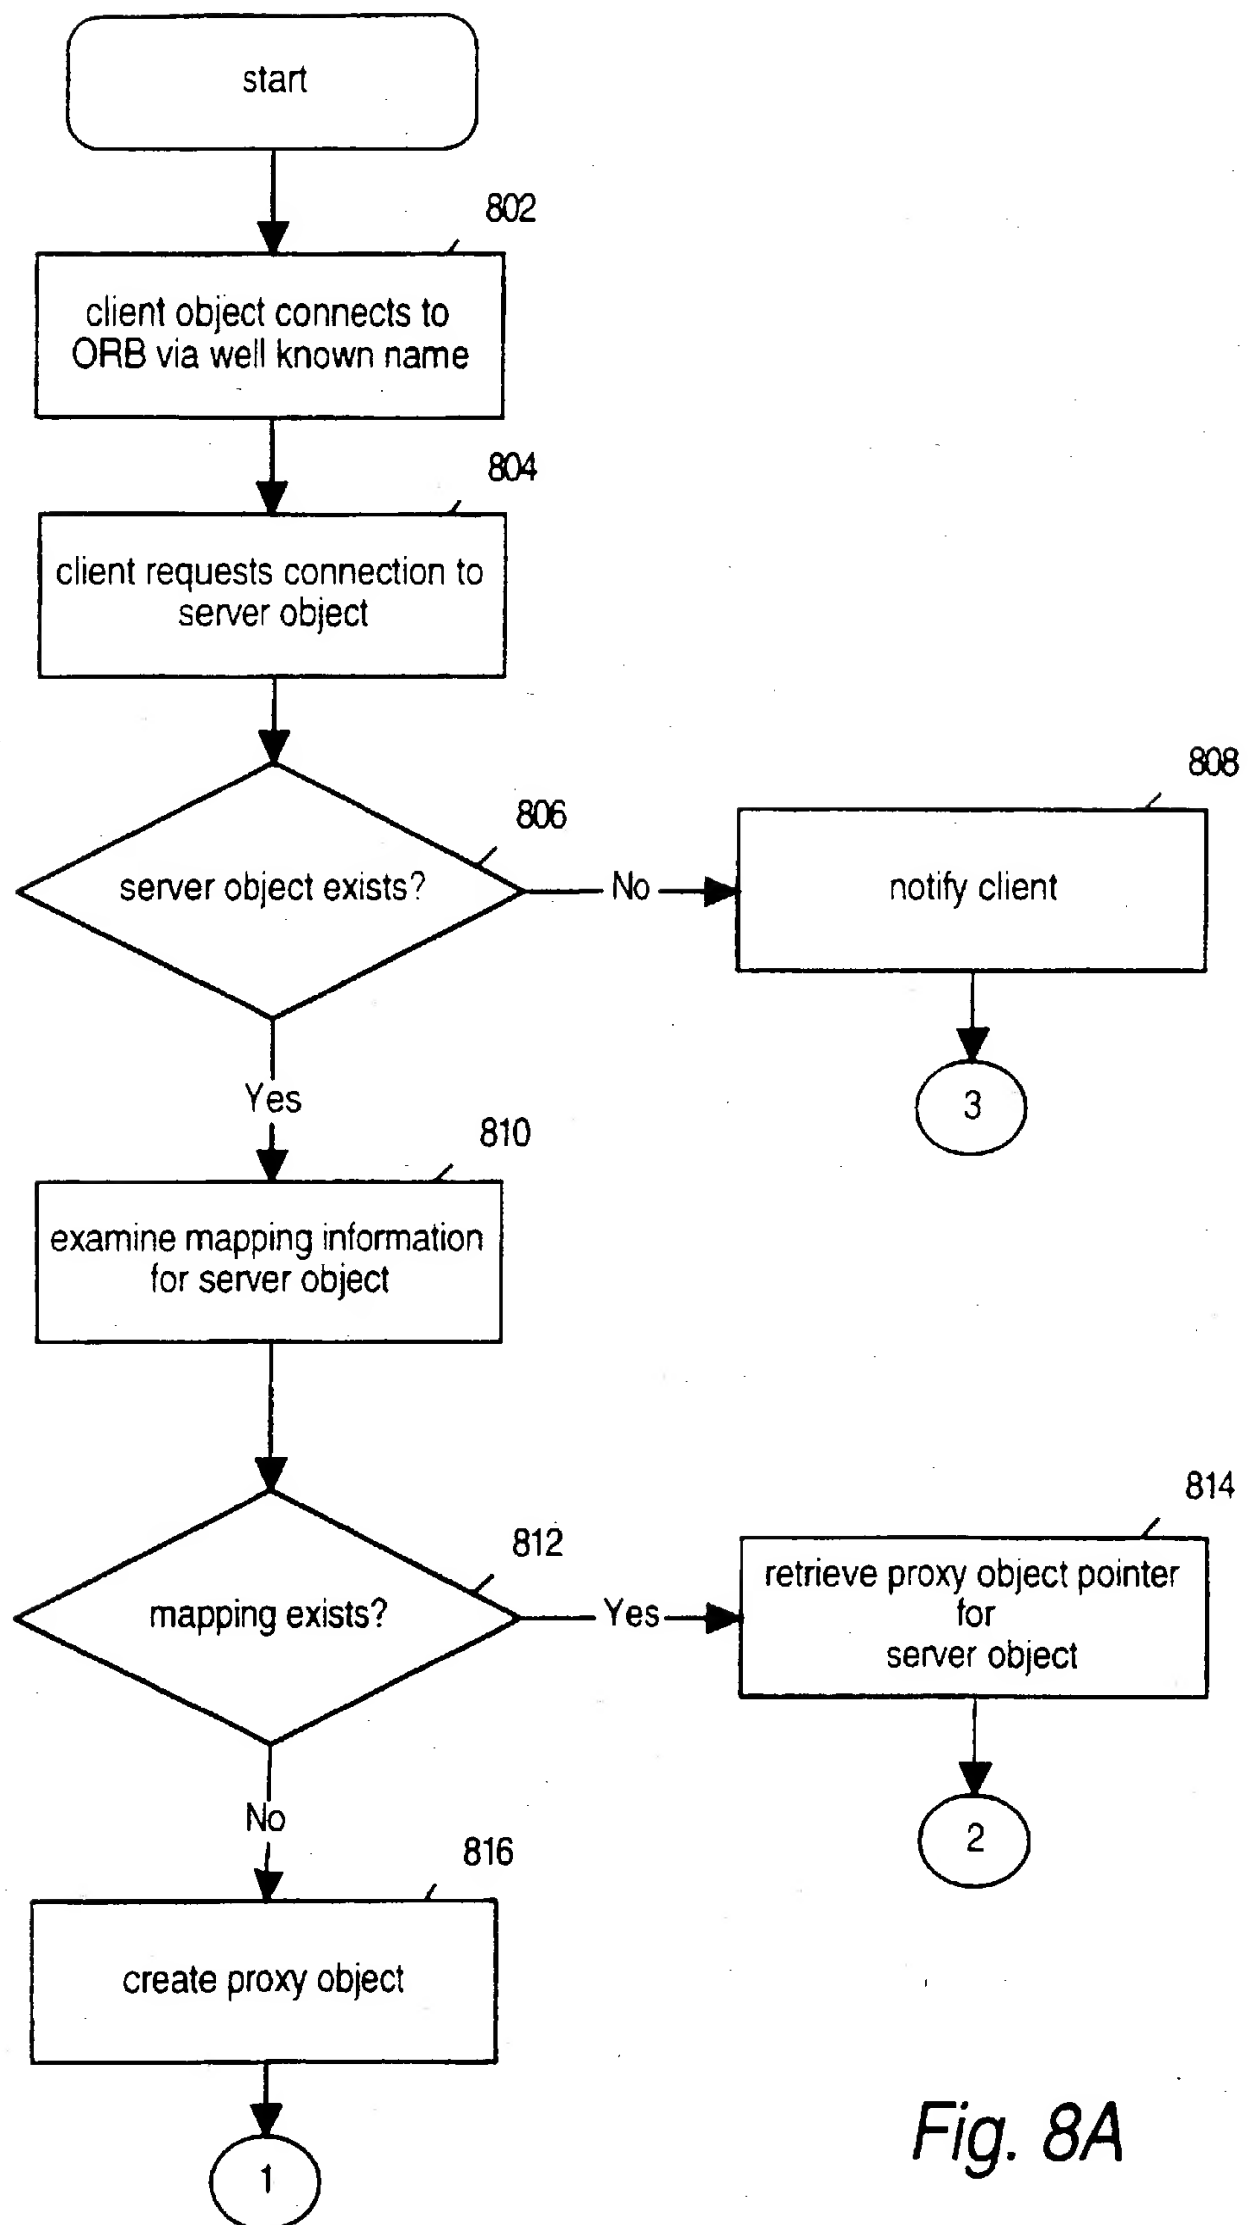 start
802
client object connects to
ORB via well known name
804
client requests connection to
server object
806
server object exists?
No
808
notify client
3
Yes
810
examine mapping information
for server object
812
mapping exists?
Yes
814
retrieve proxy object pointer
for
server object
2
No
816
create proxy object
1
Fig. 8A